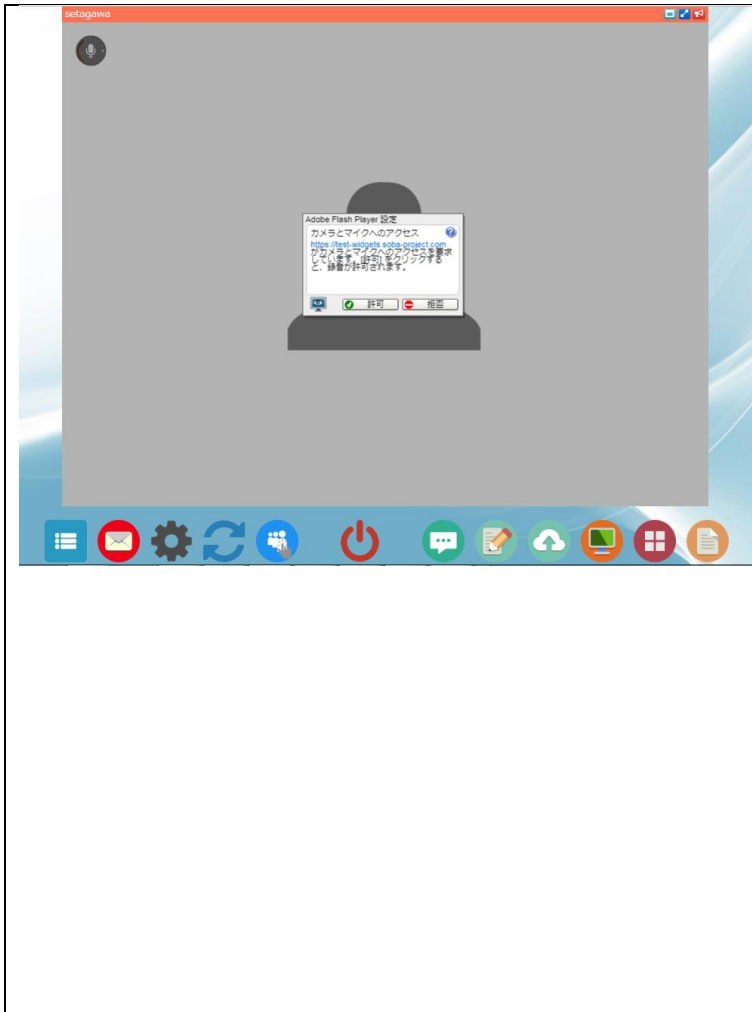 setagawa
Adobe Flash Player 設定
カメラとマイクへのアクセス
https://test-widgets.soba-project.com
がカメラとマイクへのアクセスを要求
しています。[許可] をクリックする
と、録音が許可されます。
許可
拒否